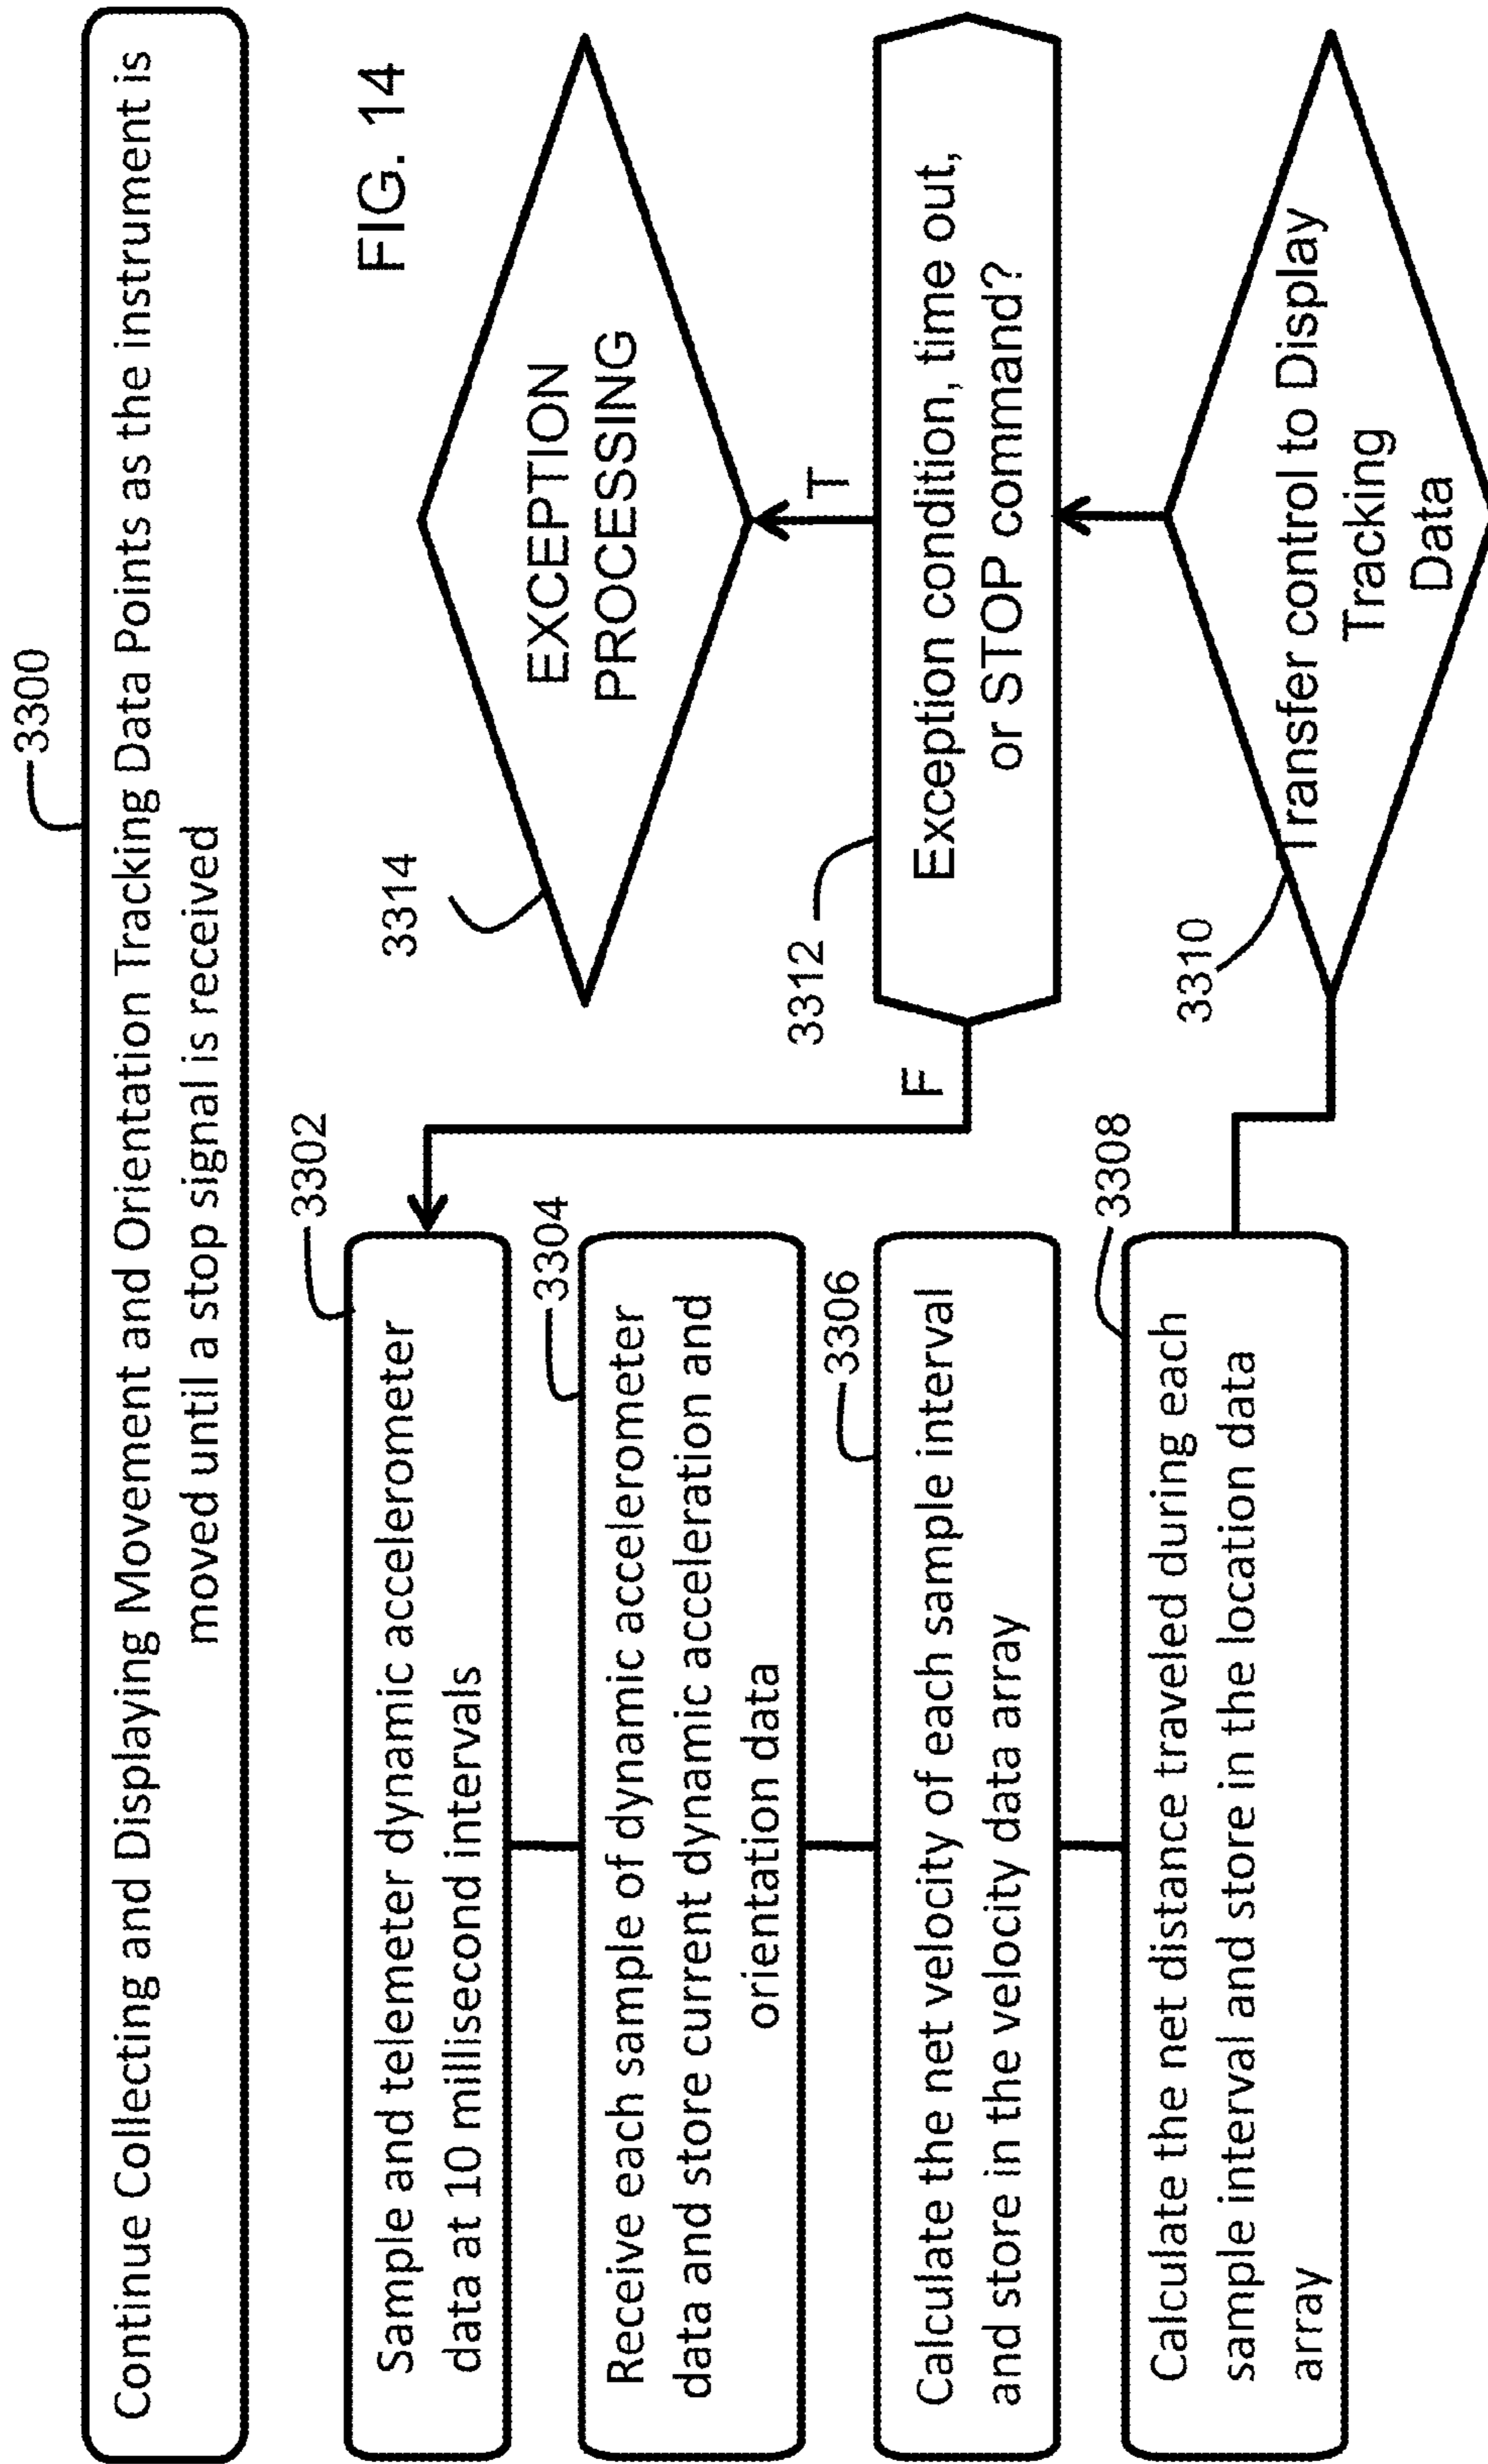 3300
Continue Collecting and Displaying Movement and Orientation Tracking Data Points as the instrument is
moved until a stop signal is received
FIG. 14
3302
Sample and telemeter dynamic accelerometer
data at 10 millisecond intervals
3304
Receive each sample of dynamic accelerometer
data and store current dynamic acceleration and
orientation data
3306
Calculate the net velocity of each sample interval
and store in the velocity data array
3308
Calculate the net distance traveled during each
sample interval and store in the location data
array
3310
Transfer control to Display
Tracking
Data
3312
Exception condition, time out,
or STOP command?
F
T
3314
EXCEPTION
PROCESSING